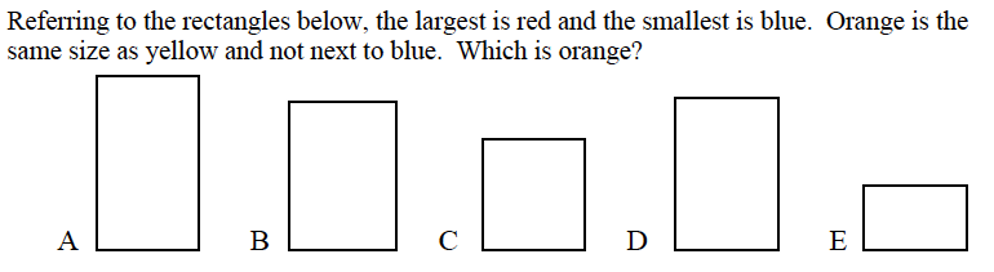 Referring to the rectangles below, the largest is red and the smallest is blue.  Orange is the
same size as yellow and not next to blue.  Which is orange?
A B C D E